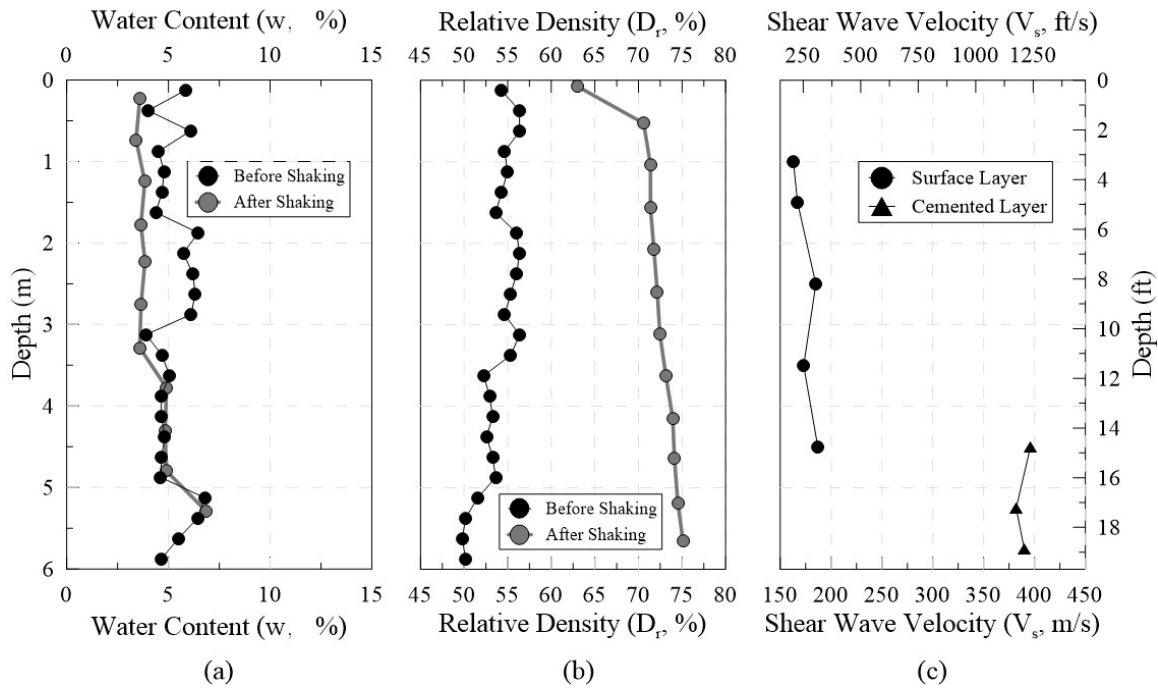 Water Content (w, %)
0 5 10 15
Relative Density (Dr, %)
45 50 55 60 65 70 75 80
Shear Wave Velocity (Vs, ft/s)
250 500 750 1000 1250
Depth (m)
0
1
2
3
4
5
6
Before Shaking
After Shaking
0 5 10 15
Water Content (w, %)
(a)
Before Shaking
After Shaking
45 50 55 60 65 70 75 80
Relative Density (Dr, %)
(b)
Surface Layer
Cemented Layer
0
2
4
6
8
10
12
14
16
18
Depth (ft)
150 200 250 300 350 400 450
Shear Wave Velocity (Vs, m/s)
(c)